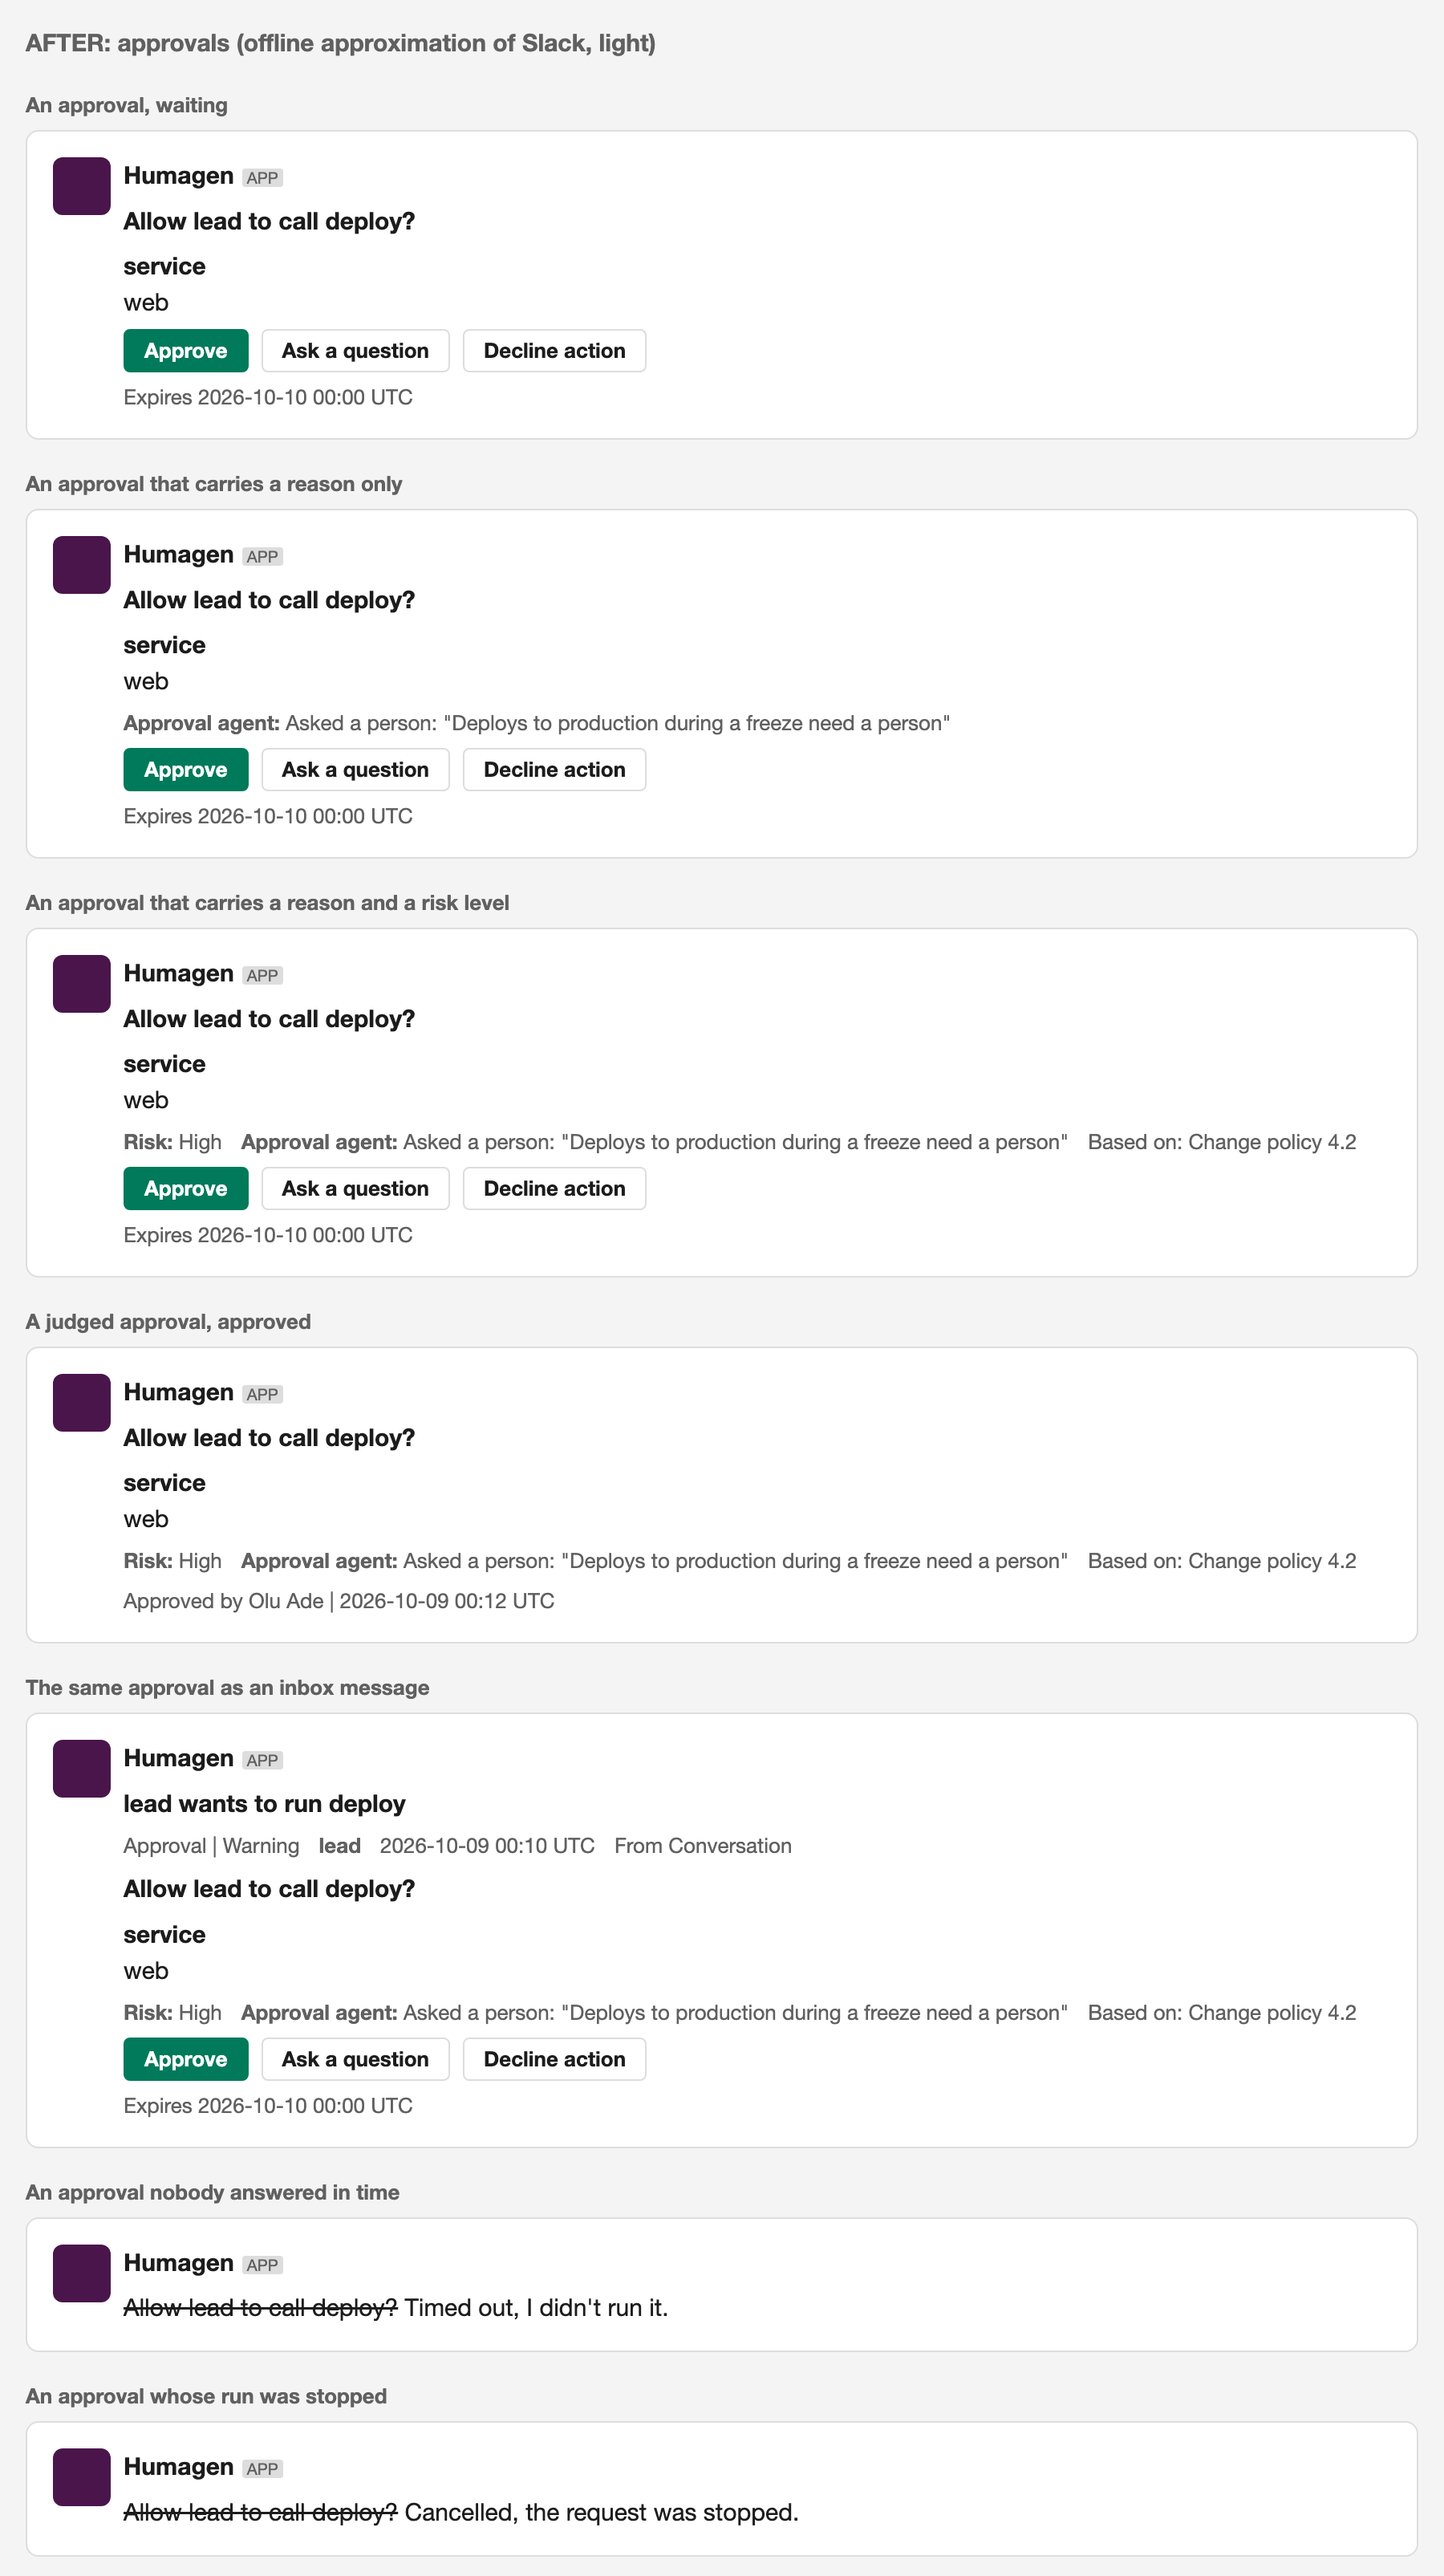 AFTER: approvals (offline approximation of Slack, light)
An approval, waiting
Humagen APP
Allow lead to call deploy?
service
web
Approve Ask a question Decline action
Expires 2026-10-10 00:00 UTC
An approval that carries a reason only
Humagen APP
Allow lead to call deploy?
service
web
Approval agent: Asked a person: "Deploys to production during a freeze need a person"
Approve Ask a question Decline action
Expires 2026-10-10 00:00 UTC
An approval that carries a reason and a risk level
Humagen APP
Allow lead to call deploy?
service
web
Risk: High Approval agent: Asked a person: "Deploys to production during a freeze need a person" Based on: Change policy 4.2
Approve Ask a question Decline action
Expires 2026-10-10 00:00 UTC
A judged approval, approved
Humagen APP
Allow lead to call deploy?
service
web
Risk: High Approval agent: Asked a person: "Deploys to production during a freeze need a person" Based on: Change policy 4.2
Approved by Olu Ade | 2026-10-09 00:12 UTC
The same approval as an inbox message
Humagen APP
lead wants to run deploy
Approval | Warning lead 2026-10-09 00:10 UTC From Conversation
Allow lead to call deploy?
service
web
Risk: High Approval agent: Asked a person: "Deploys to production during a freeze need a person" Based on: Change policy 4.2
Approve Ask a question Decline action
Expires 2026-10-10 00:00 UTC
An approval nobody answered in time
Humagen APP
Allow lead to call deploy? Timed out, I didn't run it.
An approval whose run was stopped
Humagen APP
Allow lead to call deploy? Cancelled, the request was stopped.